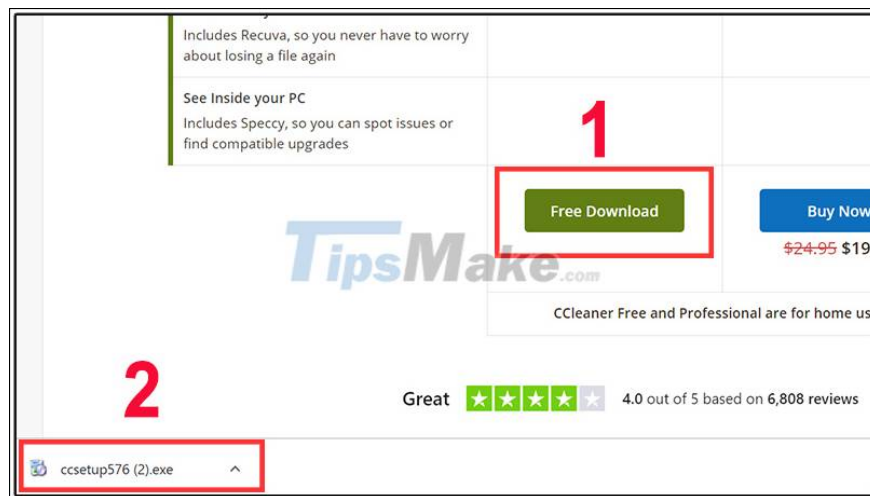 Includes Recuva, so you never have to worry
about losing a file again
See Inside your PC
Includes Speccy, so you can spot issues or
find compatible upgrades
1
Free Download
Buy Now
$24.95 $19
TipsMake.com
CCleaner Free and Professional are for home us
2
Great
4.0 out of 5 based on 6,808 reviews
ccsetup576 (2).exe